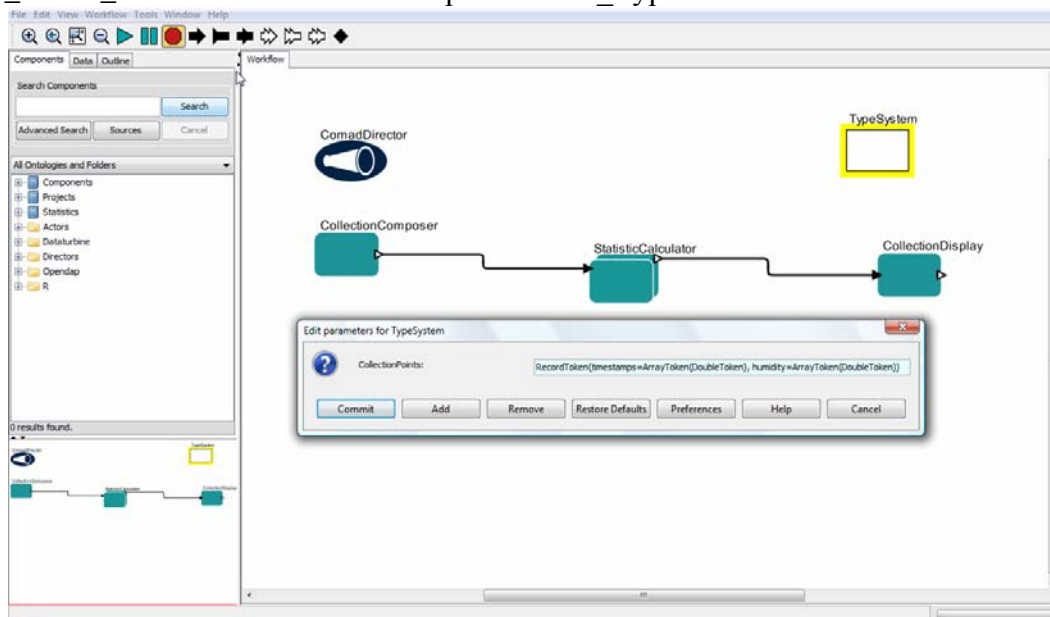 File Edit View Workflow Tools Window Help
Components Data Outline
Workflow
Search Components
Search
Advanced Search Sources Cancel
All Ontologies and Folders
Components
Projects
Statistics
Actors
Dataturbine
Directors
Opendap
R
0 results found.
ComadDirector
TypeSystem
CollectionComposer
StatisticCalculator
CollectionDisplay
Edit parameters for TypeSystem
CollectionPoints:
RecordToken(timestamps=ArrayToken(DoubleToken), humidity=ArrayToken(DoubleToken))
Commit Add Remove Restore Defaults Preferences Help Cancel